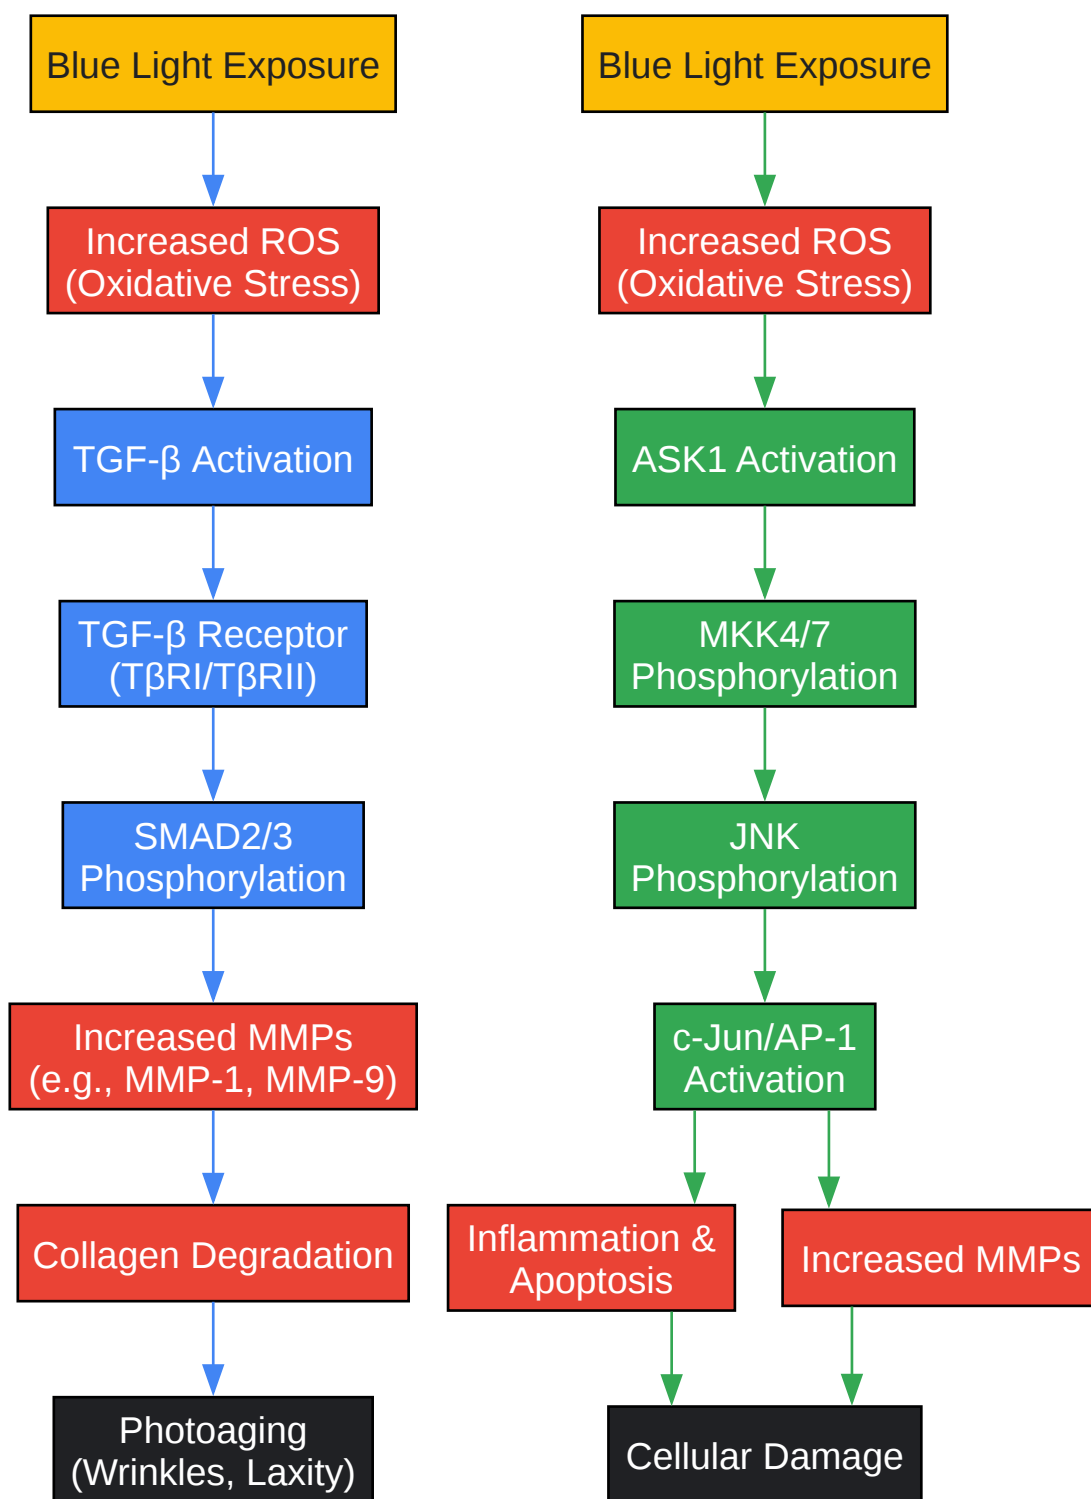 Blue Light Exposure
Increased ROS
(Oxidative Stress)
TGF-β Activation
TGF-β Receptor
(TβRI/TβRII)
SMAD2/3
Phosphorylation
Increased MMPs
(e.g., MMP-1, MMP-9)
Collagen Degradation
Photoaging
(Wrinkles, Laxity)
Blue Light Exposure
Increased ROS
(Oxidative Stress)
ASK1 Activation
MKK4/7
Phosphorylation
JNK
Phosphorylation
c-Jun/AP-1
Activation
Inflammation &
Apoptosis
Increased MMPs
Cellular Damage